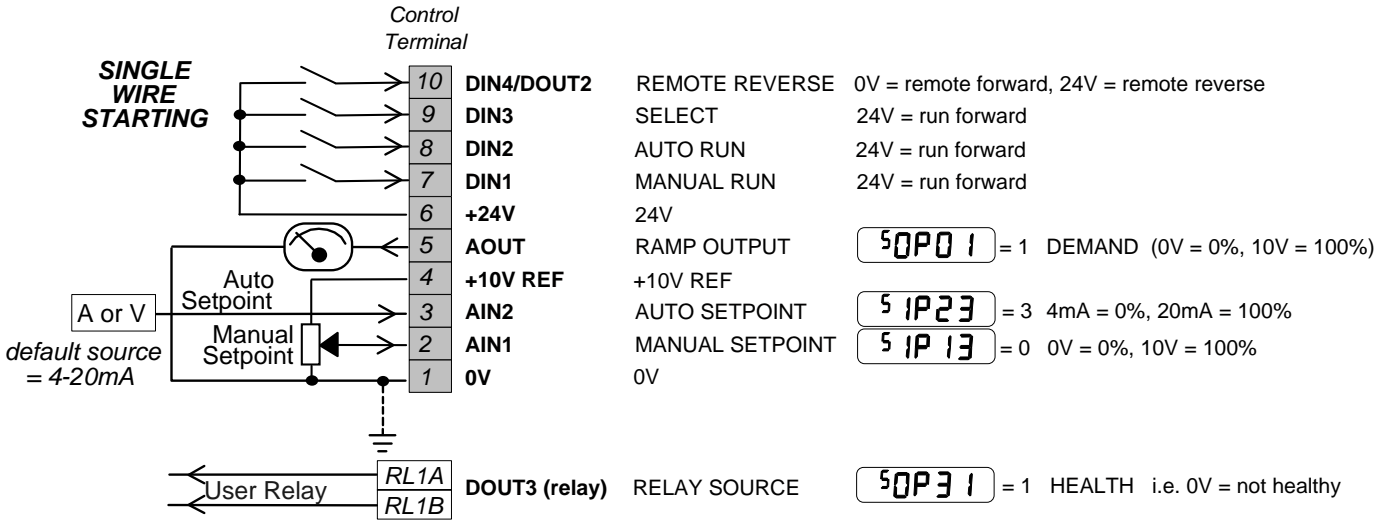 Control
Terminal
SINGLE
WIRE
STARTING
10 DIN4/DOUT2 REMOTE REVERSE 0V = remote forward, 24V = remote reverse
9 DIN3 SELECT 24V = run forward
8 DIN2 AUTO RUN 24V = run forward
7 DIN1 MANUAL RUN 24V = run forward
6 +24V 24V
5 AOUT RAMP OUTPUT SOP01 = 1 DEMAND (0V = 0%, 10V = 100%)
4 +10V REF +10V REF
Auto
Setpoint
A or V
3 AIN2 AUTO SETPOINT SIP23 = 3 4mA = 0%, 20mA = 100%
Manual
Setpoint
2 AIN1 MANUAL SETPOINT SIP13 = 0 0V = 0%, 10V = 100%
default source
= 4-20mA
1 0V 0V
RL1A
User Relay
RL1B
DOUT3 (relay) RELAY SOURCE SOP31 = 1 HEALTH i.e. 0V = not healthy